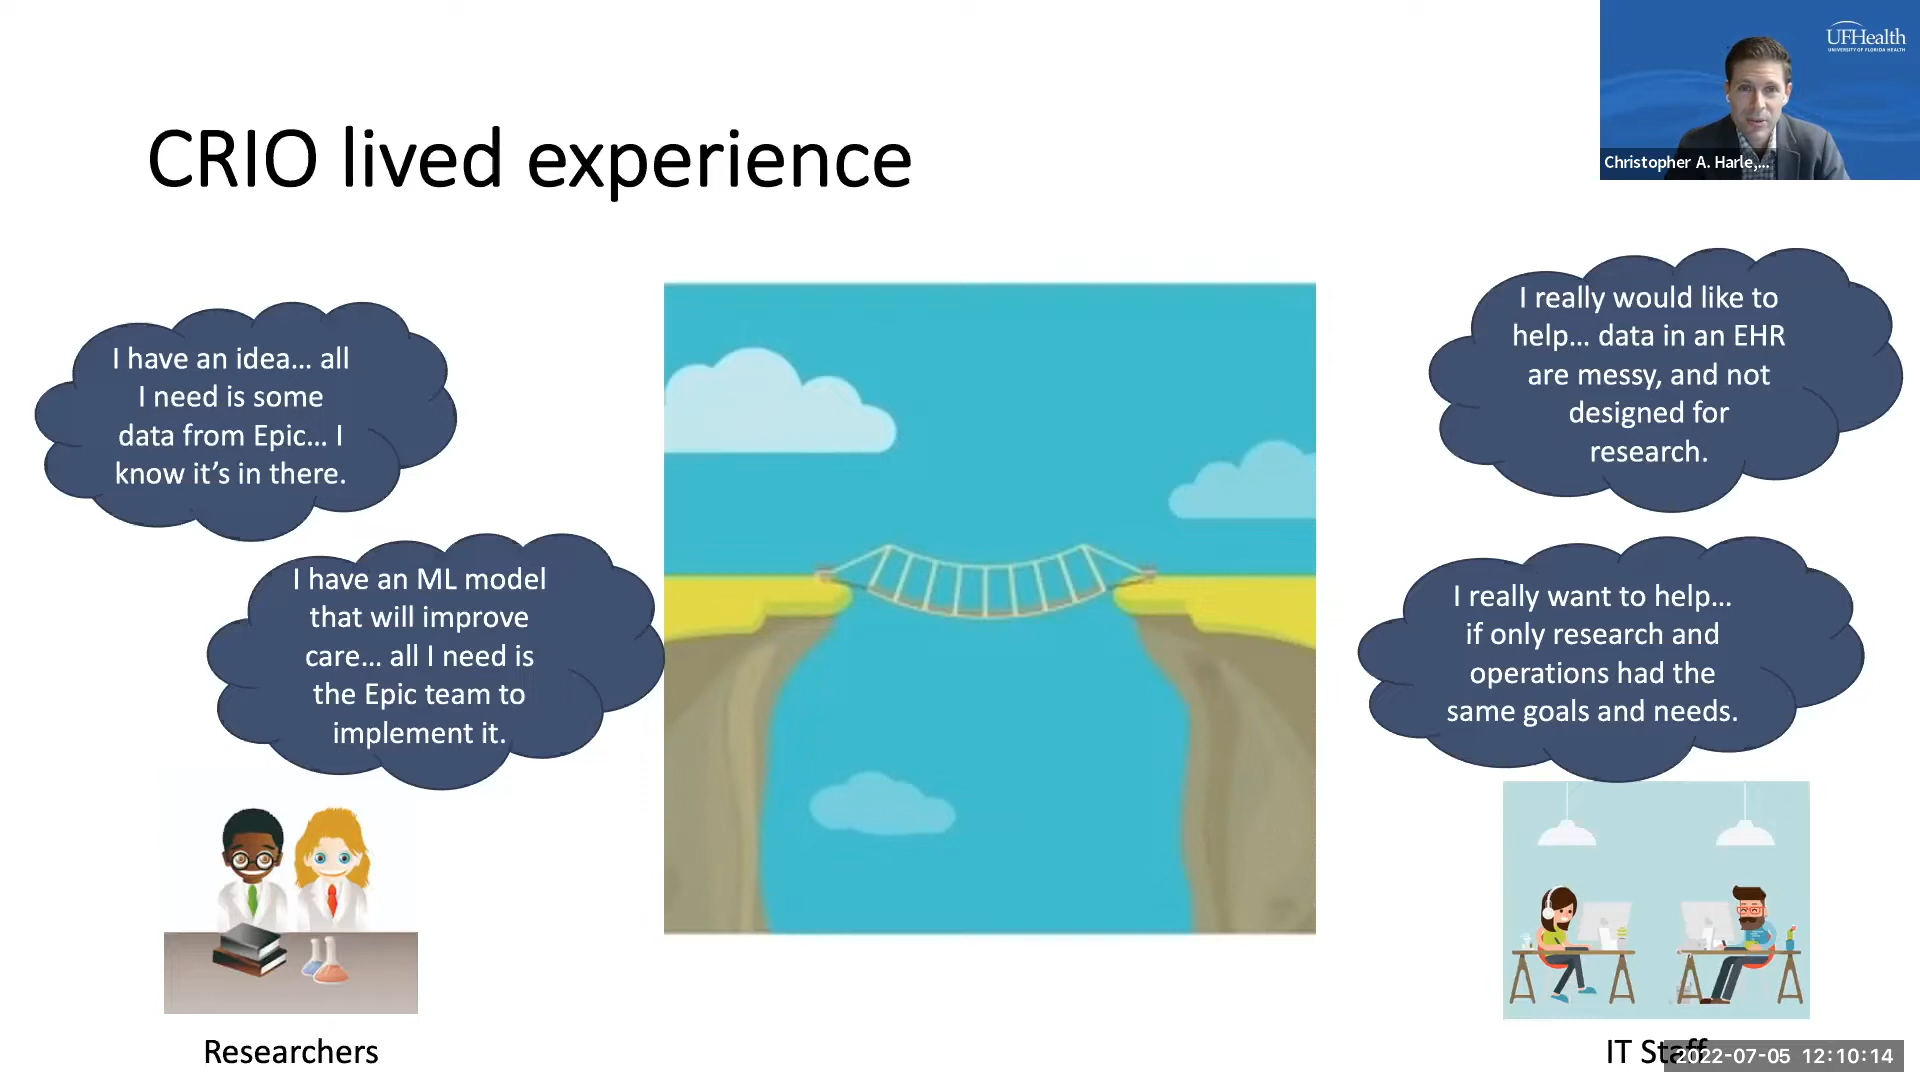 UFHealth
UNIVERSITY OF FLORIDA HEALTH
Christopher A. Harle,...
CRIO lived experience
I have an idea... all
I need is some
data from Epic... I
know it’s in there.
I have an ML model
that will improve
care... all I need is
the Epic team to
implement it.
I really would like to
help... data in an EHR
are messy, and not
designed for
research.
I really want to help...
if only research and
operations had the
same goals and needs.
Researchers
IT Staff
2022-07-05 12:10:14